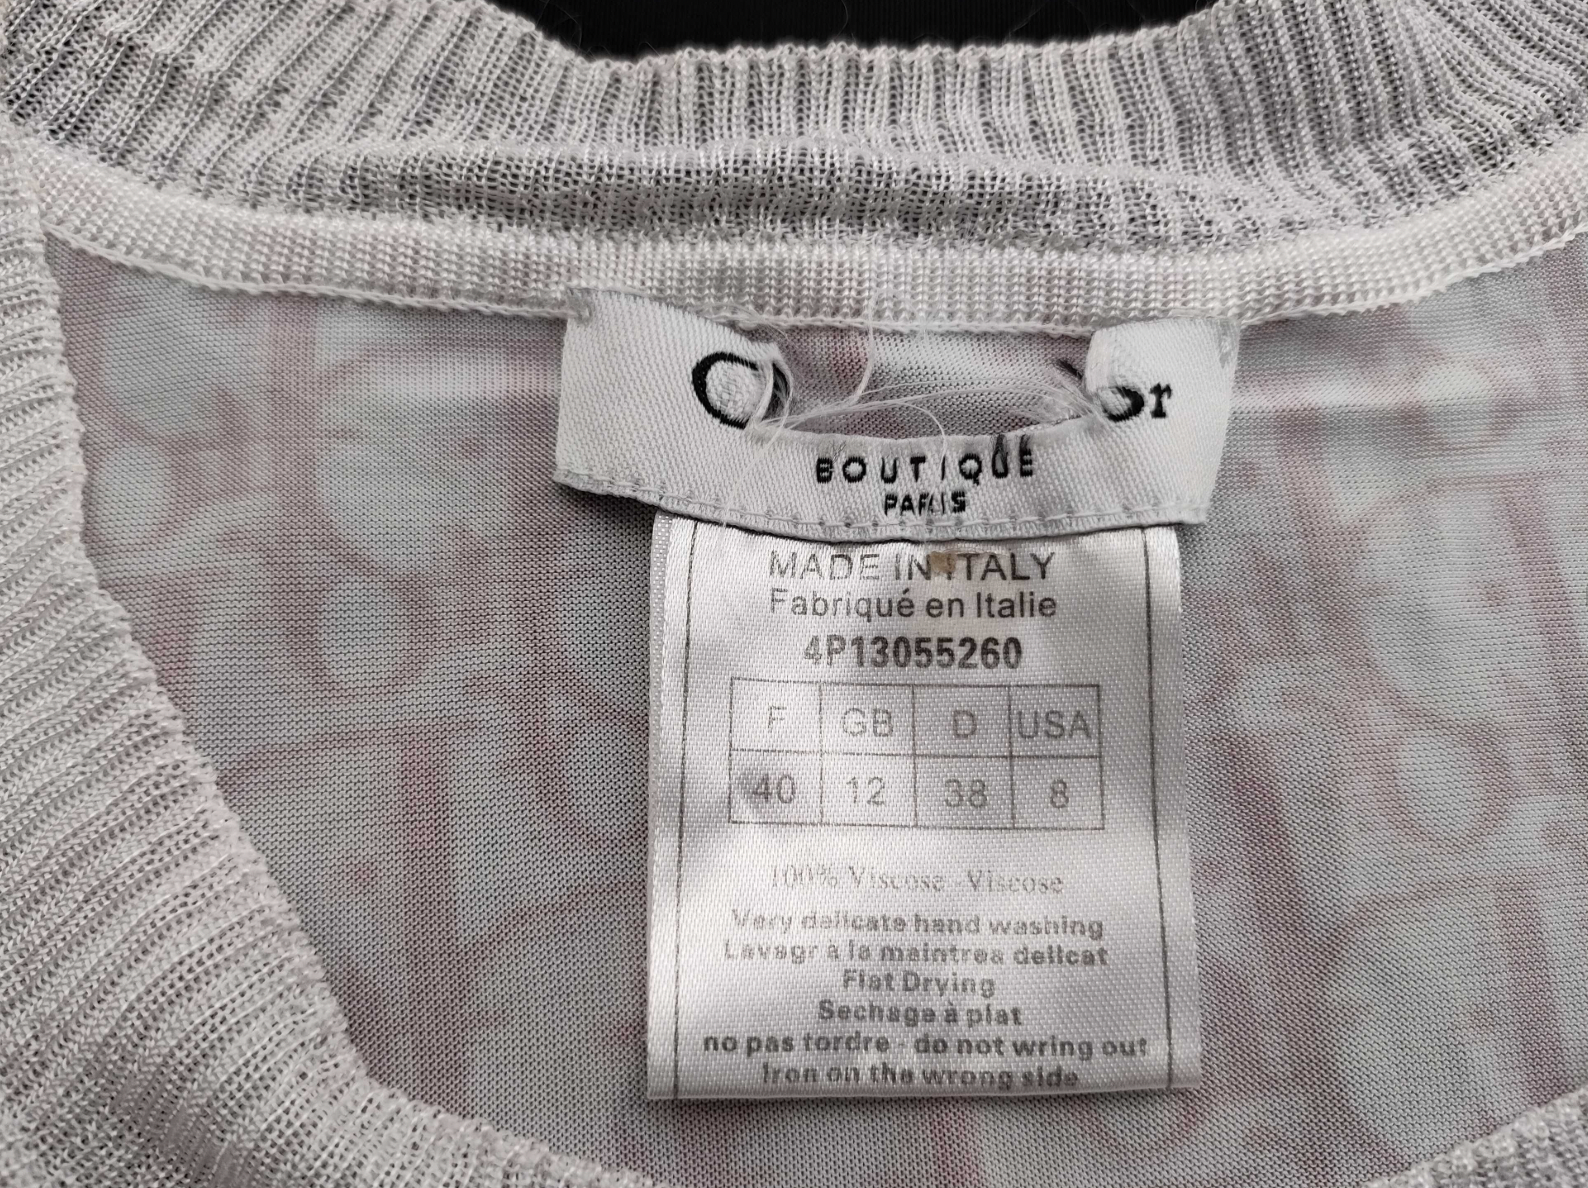 BOUTIQUE
PARIS
MADE IN ITALY
Fabriqué en Italie
4P13055260
F GB D USA
40 12 38 8
100% Viscose - Viscose
Very delicate hand washing
Lavagr a la maintrea delicat
Flat Drying
Sechage à plat
no pas tordre - do not wring out
Iron on the wrong side